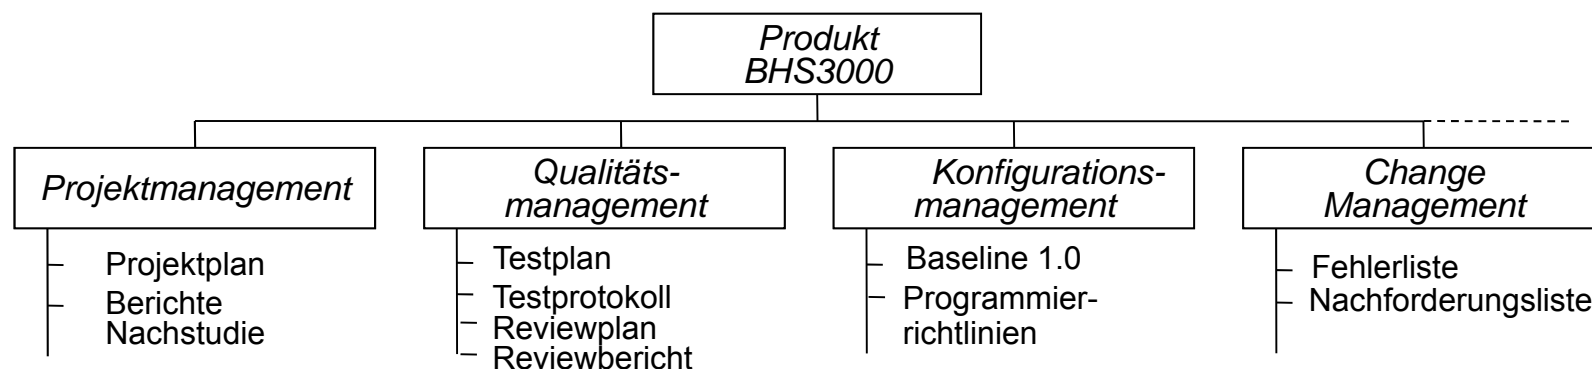 Produkt
BHS3000
Projektmanagement
Qualitäts-
management
Konfigurations-
management
Change
Management
Projektplan
Berichte
Nachstudie
Testplan
Testprotokoll
Reviewplan
Reviewbericht
Baseline 1.0
Programmier-
richtlinien
Fehlerliste
Nachforderungsliste